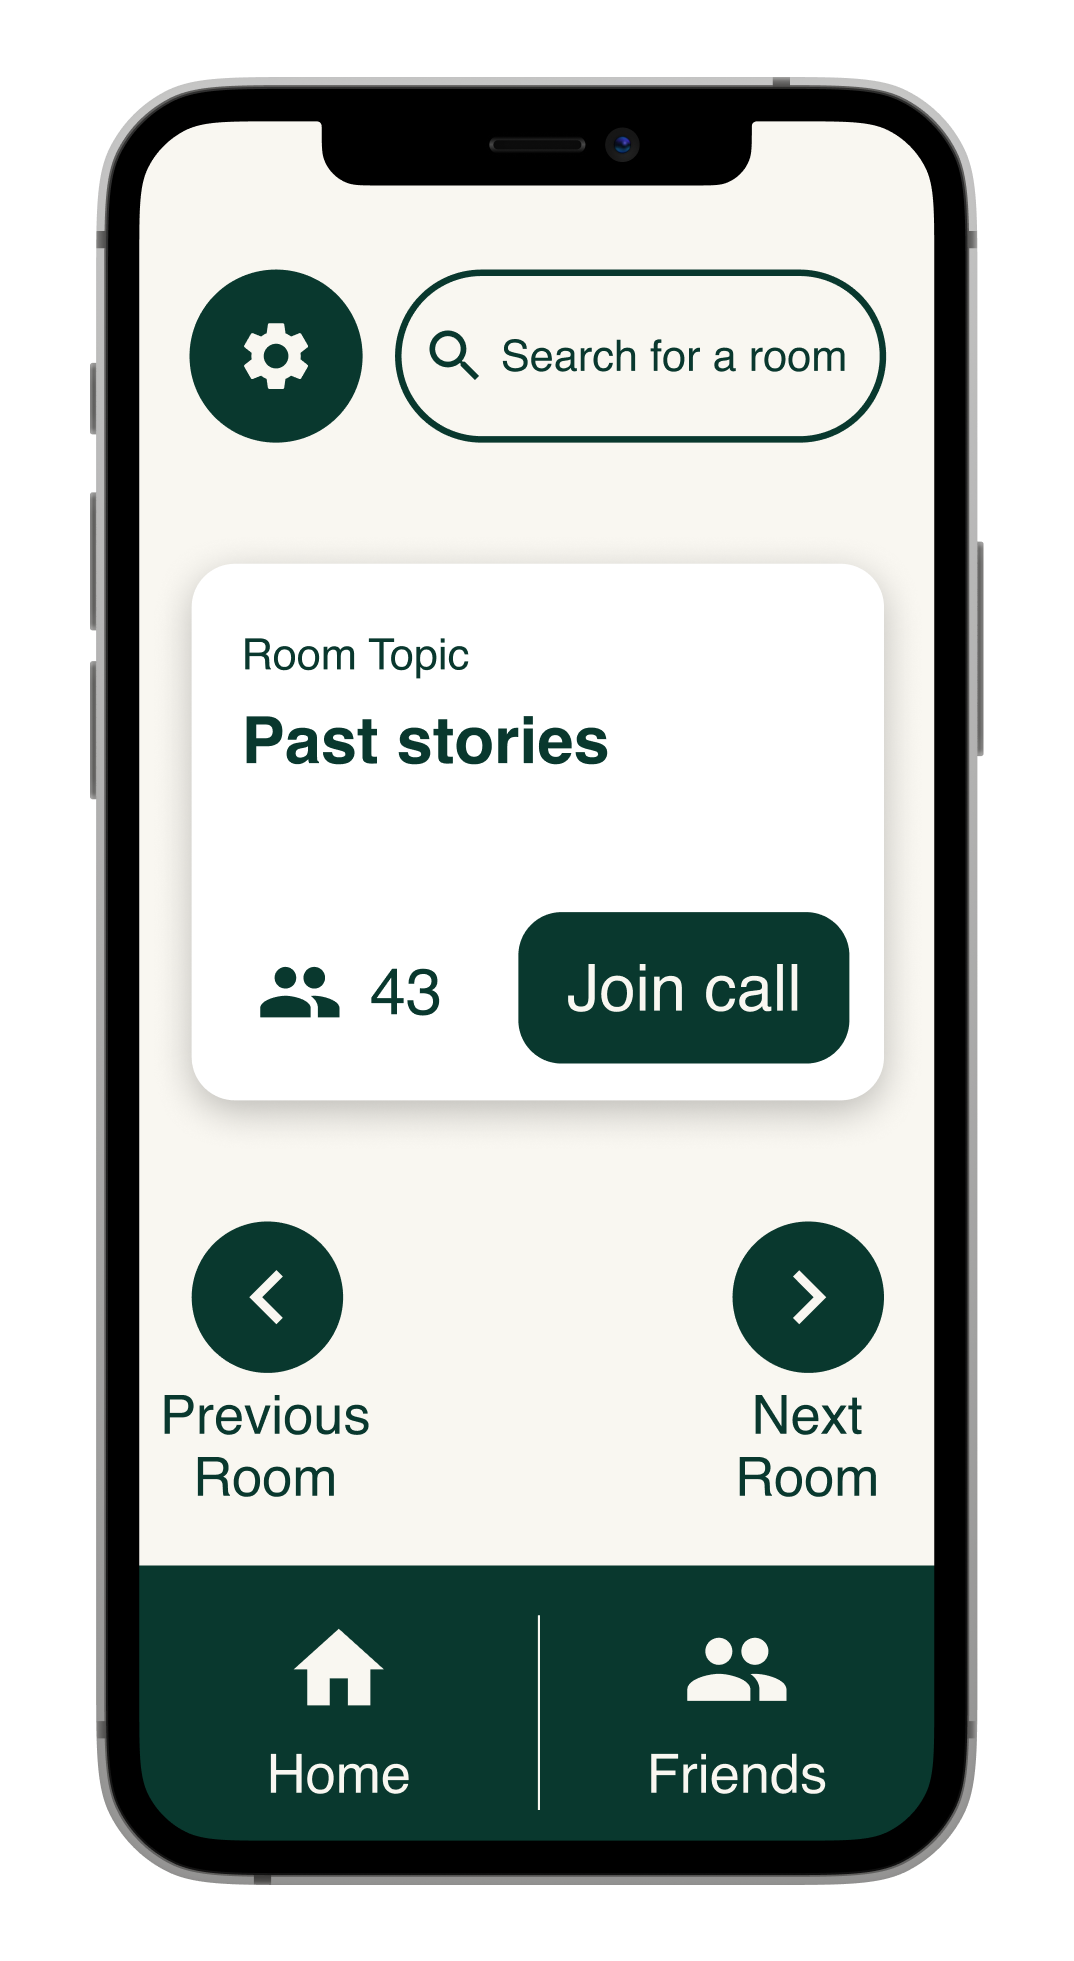 Search for a room
Room Topic
Past stories
43
Join call
Previous
Room
Next
Room
Home
Friends